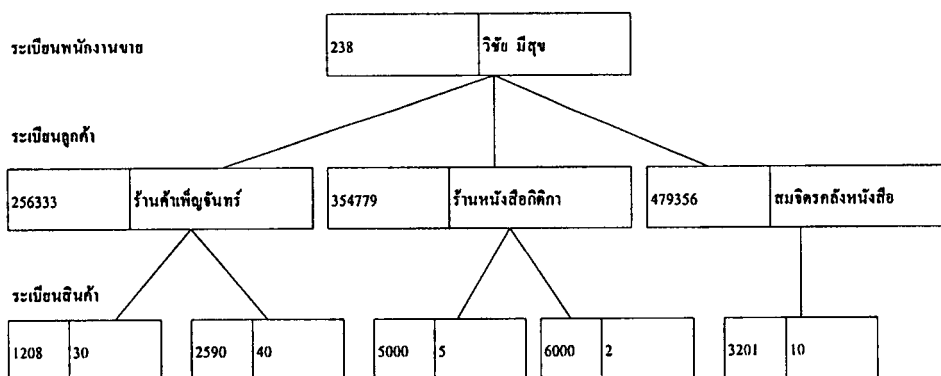 ระเบียนพนักงานขาย
238 วิชัย มีสุข
ระเบียนลูกค้า
256333 ร้านค้าเพ็ญจันทร์ 354779 ร้านหนังสือกิติกา 479356 สมจิตรคลังหนังสือ
ระเบียนสินค้า
1208 30 2590 40 5000 5 6000 2 3201 10